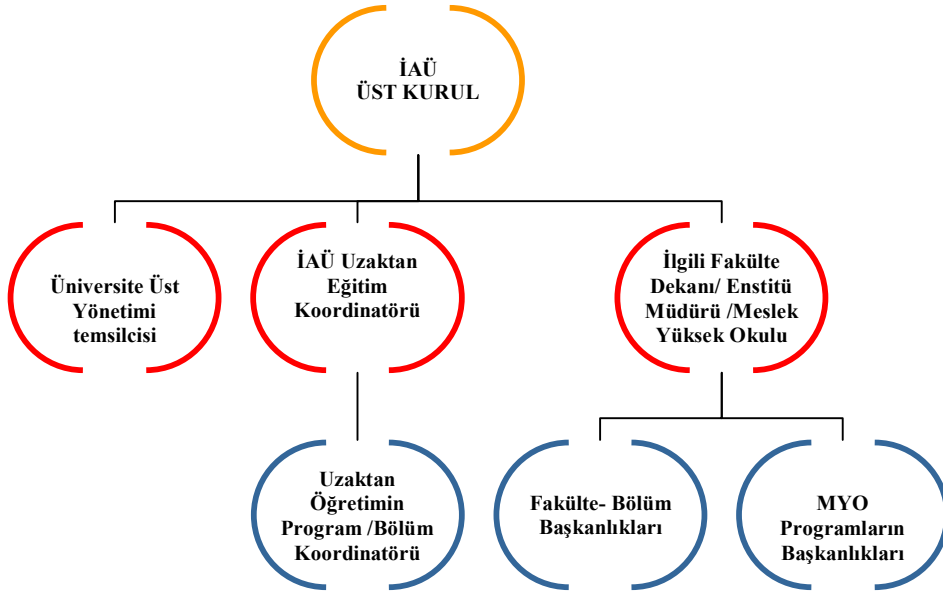 İAÜ
ÜST KURUL
Üniversite Üst
Yönetimi
temsilcisi
İAÜ Uzaktan
Eğitim
Koordinatörü
İlgili Fakülte
Dekanı/ Enstitü
Müdürü /Meslek
Yüksek Okulu
Uzaktan
Öğretimin
Program /Bölüm
Koordinatörü
Fakülte- Bölüm
Başkanlıkları
MYO
Programların
Başkanlıkları